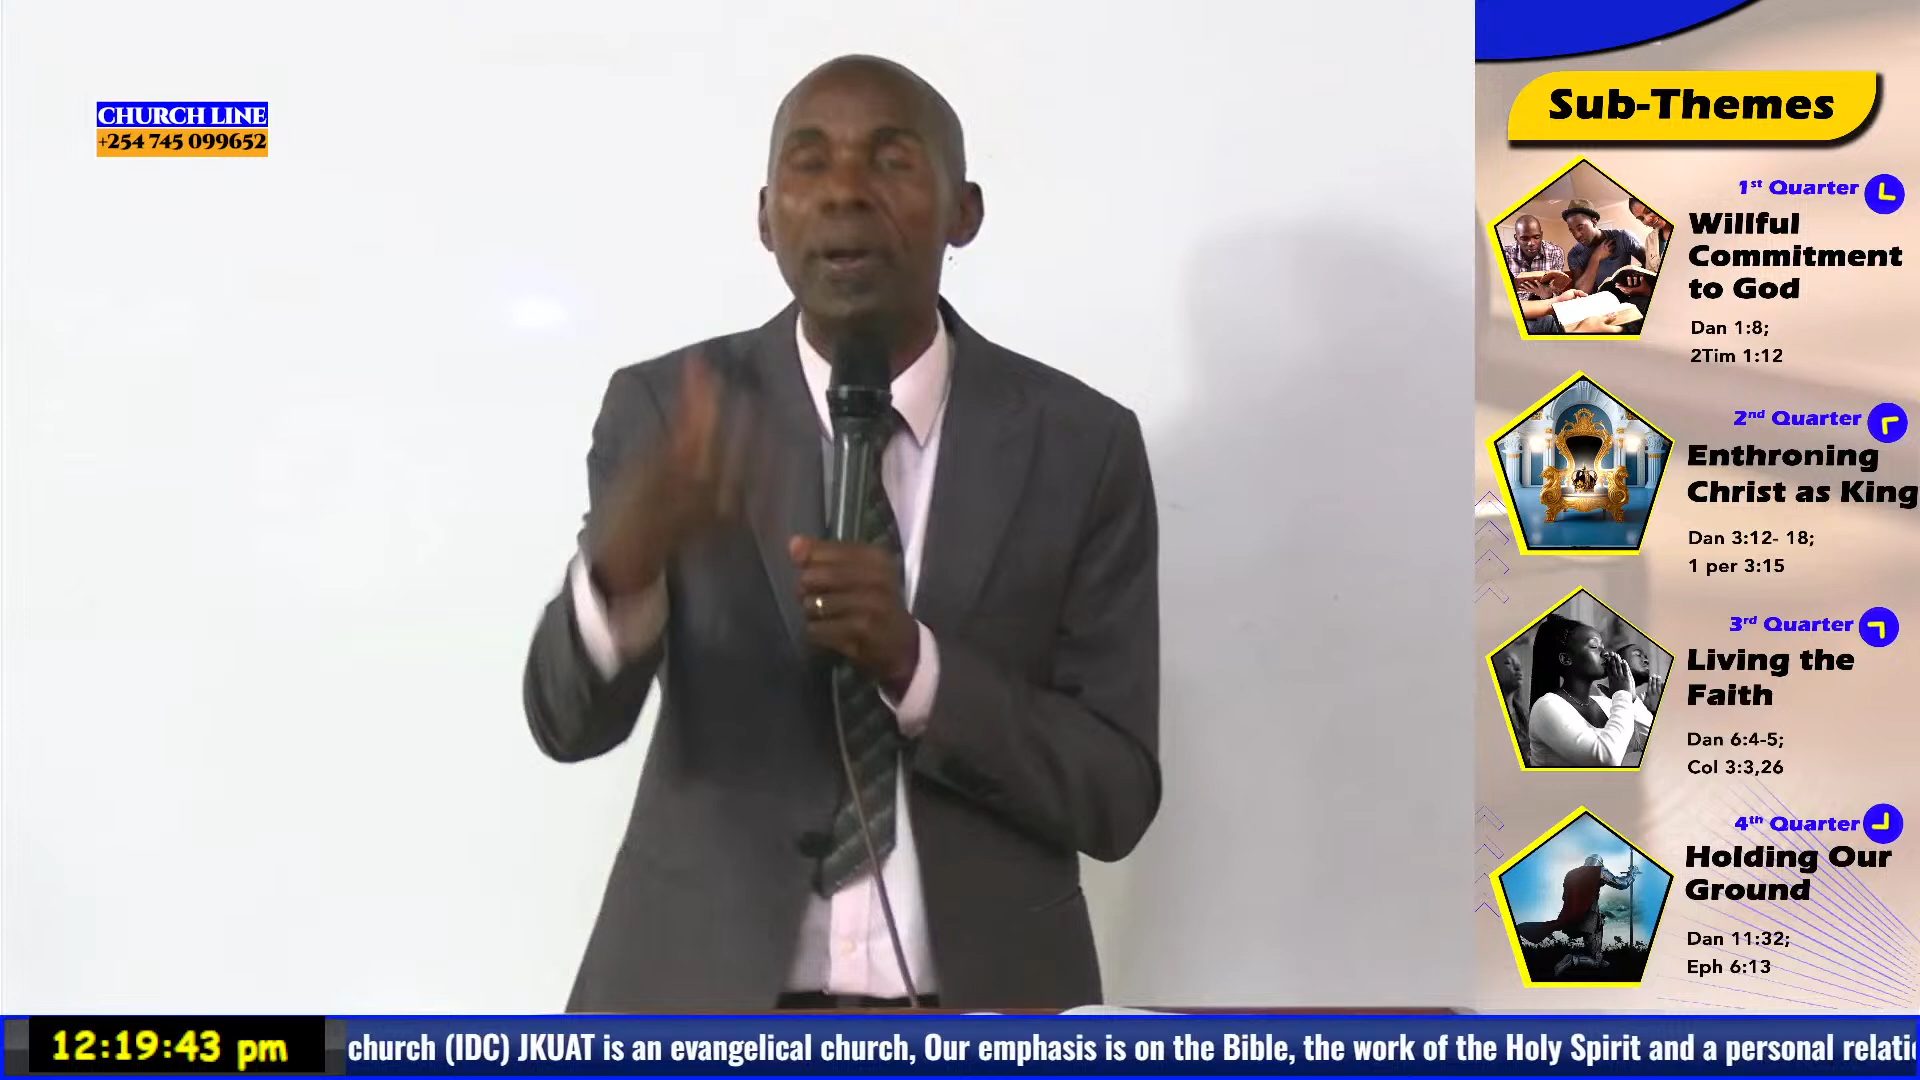 CHURCH LINE
+254 745 099652
Sub-Themes
1st Quarter
Willful
Commitment
to God
Dan 1:8;
2Tim 1:12
2nd Quarter
Enthroning
Christ as King
Dan 3:12- 18;
1 per 3:15
3rd Quarter
Living the
Faith
Dan 6:4-5;
Col 3:3,26
4th Quarter
Holding Our
Ground
Dan 11:32;
Eph 6:13
12:19:43 pm
church (IDC) JKUAT is an evangelical church, Our emphasis is on the Bible, the work of the Holy Spirit and a personal